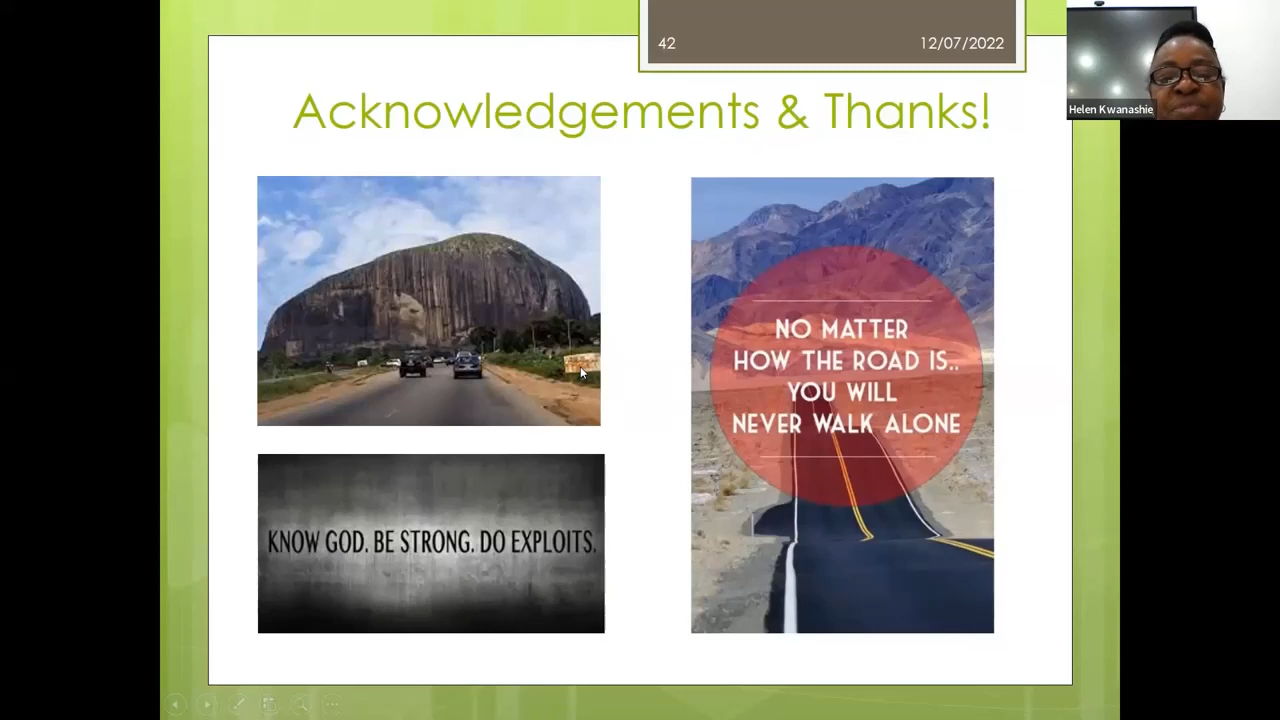 42
12/07/2022
Helen Kwanashie
Acknowledgements & Thanks!
NO MATTER
HOW THE ROAD IS..
YOU WILL
NEVER WALK ALONE
KNOW GOD. BE STRONG. DO EXPLOITS.